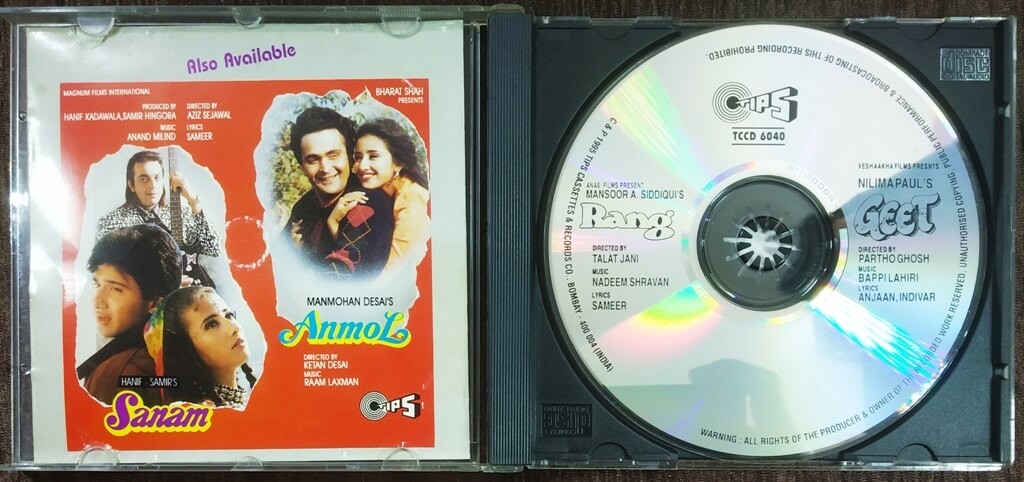 Also Available
MAGNUM FILMS INTERNATIONAL
PRODUCED BY
HANIF KADAWALA,SAMIR HINGORA
DIRECTED BY
AZIZ SEJAWAL
MUSIC
ANAND MILIND
LYRICS
SAMEER
BHARAT SHAH
PRESENTS
MANMOHAN DESAI'S
Anmol
DIRECTED BY
KETAN DESAI
MUSIC
RAAM LAXMAN
HANIF SAMIR'S
Sanam
TIPS
TIPS
TCCD 6040
ANAS FILMS PRESENT
MANSOOR A. SIDDIQUI'S
Rang
DIRECTED BY
TALAT JANI
MUSIC
NADEEM SHRAVAN
LYRICS
SAMEER
VESHAAKHA FILMS PRESENTS
NILIMA PAUL'S
GEET
DIRECTED BY
PARTHO GHOSH
MUSIC
BAPPI LAHIRI
LYRICS
ANJAAN, INDIVAR
C & P 1995 TIPS CASSETTES & RECORDS CO., BOMBAY - 400 004 (INDIA)
WARNING : ALL RIGHTS OF THE PRODUCER & OWNER OF THE RECORDED WORK RESERVED. UNAUTHORISED COPYING PUBLIC PERFORMANCE & BROADCASTING OF THIS RECORDING PROHIBITED.
COMPACT
disc
DIGITAL AUDIO